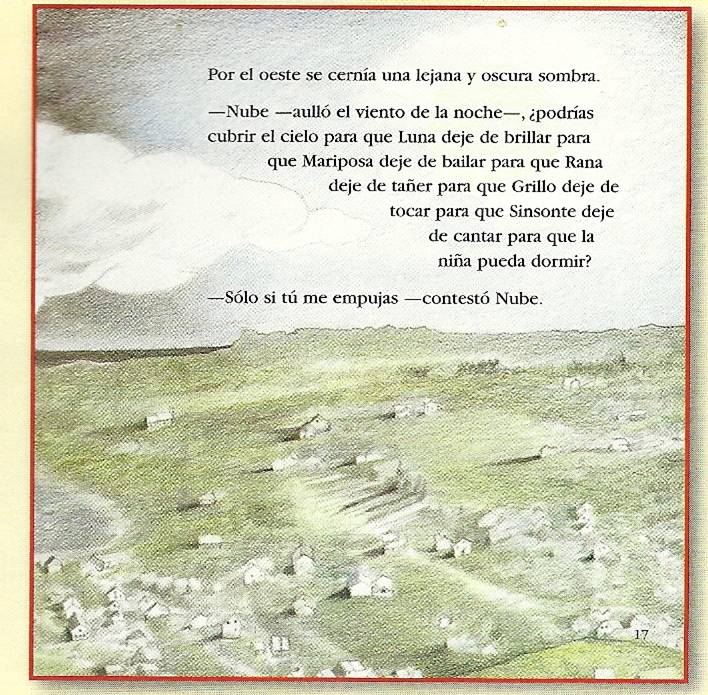 Por el oeste se cernía una lejana y oscura sombra.
—Nube —aulló el viento de la noche—, ¿podrías
cubrir el cielo para que Luna deje de brillar para
que Mariposa deje de bailar para que Rana
deje de tañer para que Grillo deje de
tocar para que Sinsonte deje
de cantar para que la
niña pueda dormir?
—Sólo si tú me empujas —contestó Nube.
17